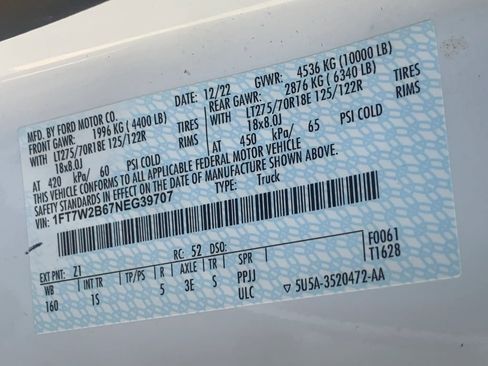 MFD. BY FORD MOTOR CO.
DATE: 12/22 GVWR: 4536 KG (10000 LB)
FRONT GAWR: 1996 KG (4400 LB) REAR GAWR: 2876 KG (6340 LB)
WITH LT275/70R18E 125/122R TIRES WITH LT275/70R18E 125/122R TIRES
18x8.0J RIMS 18x8.0J RIMS
AT 420 kPa/ 60 PSI COLD AT 450 kPa/ 65 PSI COLD
THIS VEHICLE CONFORMS TO ALL APPLICABLE FEDERAL MOTOR VEHICLE
SAFETY STANDARDS IN EFFECT ON THE DATE OF MANUFACTURE SHOWN ABOVE.
VIN: 1FT7W2B67NEG39707
TYPE: Truck
F0061
T1628
EXT PNT: Z1 RC: 52 DSO:
WB INT TR TP/PS R AXLE TR SPR
160 1S 5 3E S PPJJ
ULC 5U5A-3520472-AA